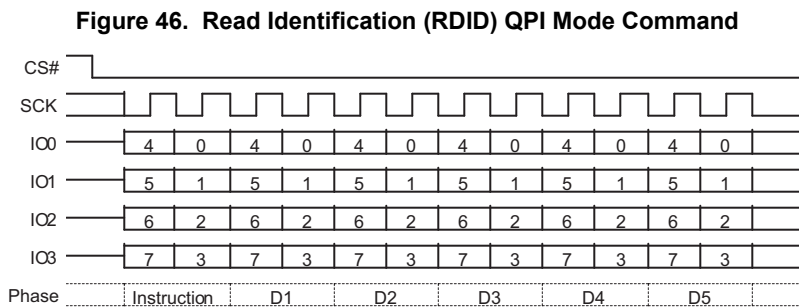 Figure 46. Read Identification (RDID) QPI Mode Command
CS#
SCK
IO0 4 0 4 0 4 0 4 0 4 0 4 0
IO1 5 1 5 1 5 1 5 1 5 1 5 1
IO2 6 2 6 2 6 2 6 2 6 2 6 2
IO3 7 3 7 3 7 3 7 3 7 3 7 3
Phase Instruction D1 D2 D3 D4 D5